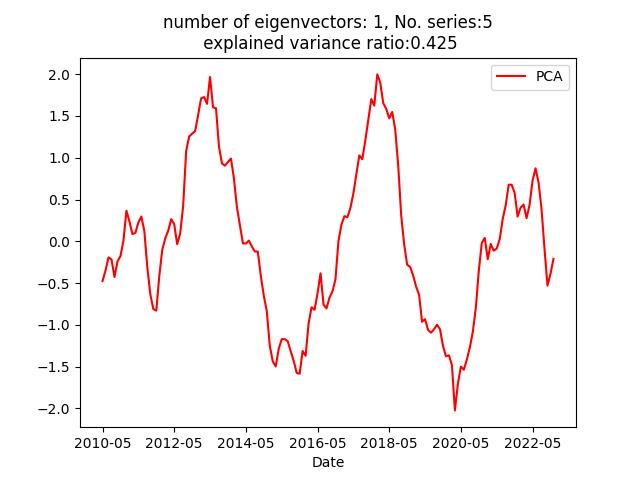 number of eigenvectors: 1, No. series:5
explained variance ratio:0.425
PCA
2.0
1.5
1.0
0.5
0.0
−0.5
−1.0
−1.5
−2.0
2010-05 2012-05 2014-05 2016-05 2018-05 2020-05 2022-05
Date